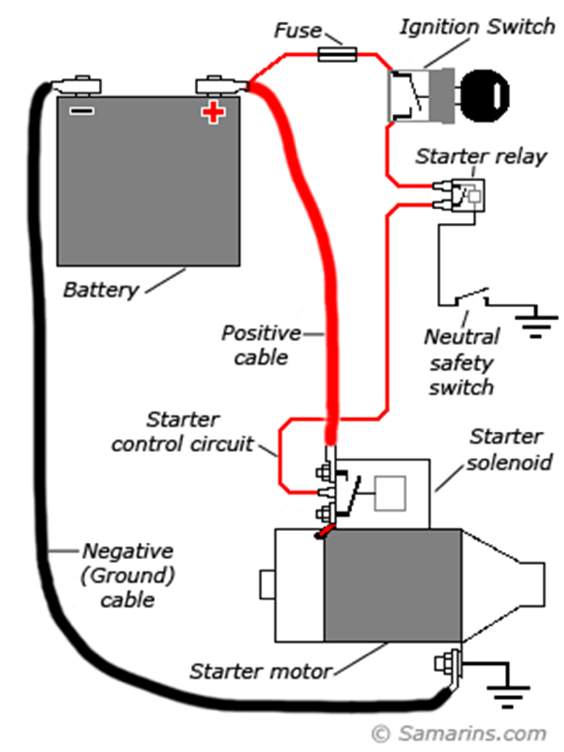 Fuse
Ignition Switch
−
+
Starter relay
Battery
Positive
cable
Neutral
safety
switch
Starter
control circuit
Starter
solenoid
Negative
(Ground)
cable
Starter motor
© Samarins.com